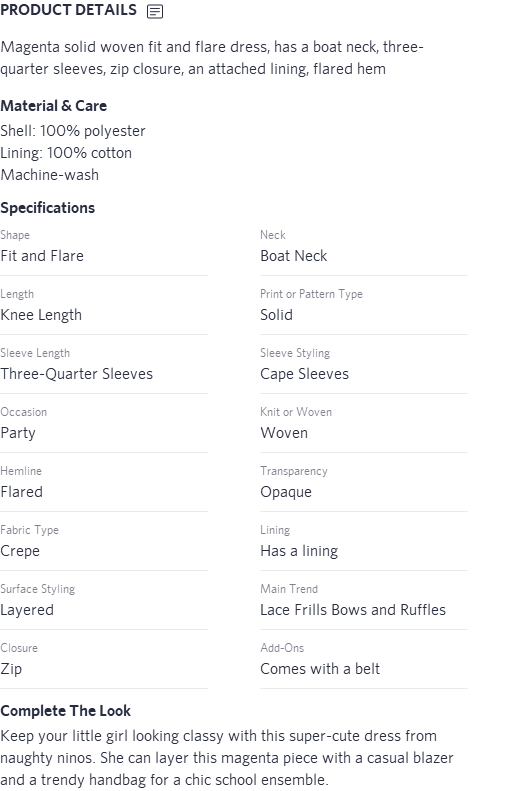 PRODUCT DETAILS
Magenta solid woven fit and flare dress, has a boat neck, three-
quarter sleeves, zip closure, an attached lining, flared hem
Material & Care
Shell: 100% polyester
Lining: 100% cotton
Machine-wash
Specifications
Shape
Fit and Flare
Neck
Boat Neck
Length
Knee Length
Print or Pattern Type
Solid
Sleeve Length
Three-Quarter Sleeves
Sleeve Styling
Cape Sleeves
Occasion
Party
Knit or Woven
Woven
Hemline
Flared
Transparency
Opaque
Fabric Type
Crepe
Lining
Has a lining
Surface Styling
Layered
Main Trend
Lace Frills Bows and Ruffles
Closure
Zip
Add-Ons
Comes with a belt
Complete The Look
Keep your little girl looking classy with this super-cute dress from
naughty ninos. She can layer this magenta piece with a casual blazer
and a trendy handbag for a chic school ensemble.